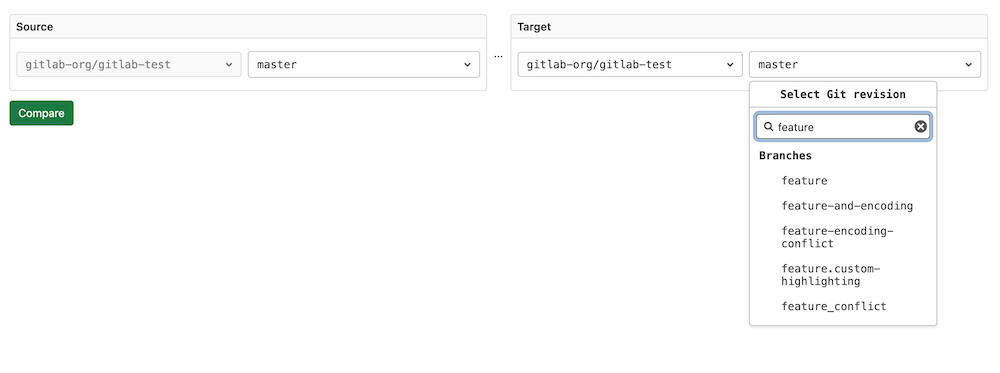 Source
gitlab-org/gitlab-test
master
...
Target
gitlab-org/gitlab-test
master
Compare
Select Git revision
feature
Branches
feature
feature-and-encoding
feature-encoding-
conflict
feature.custom-
highlighting
feature_conflict